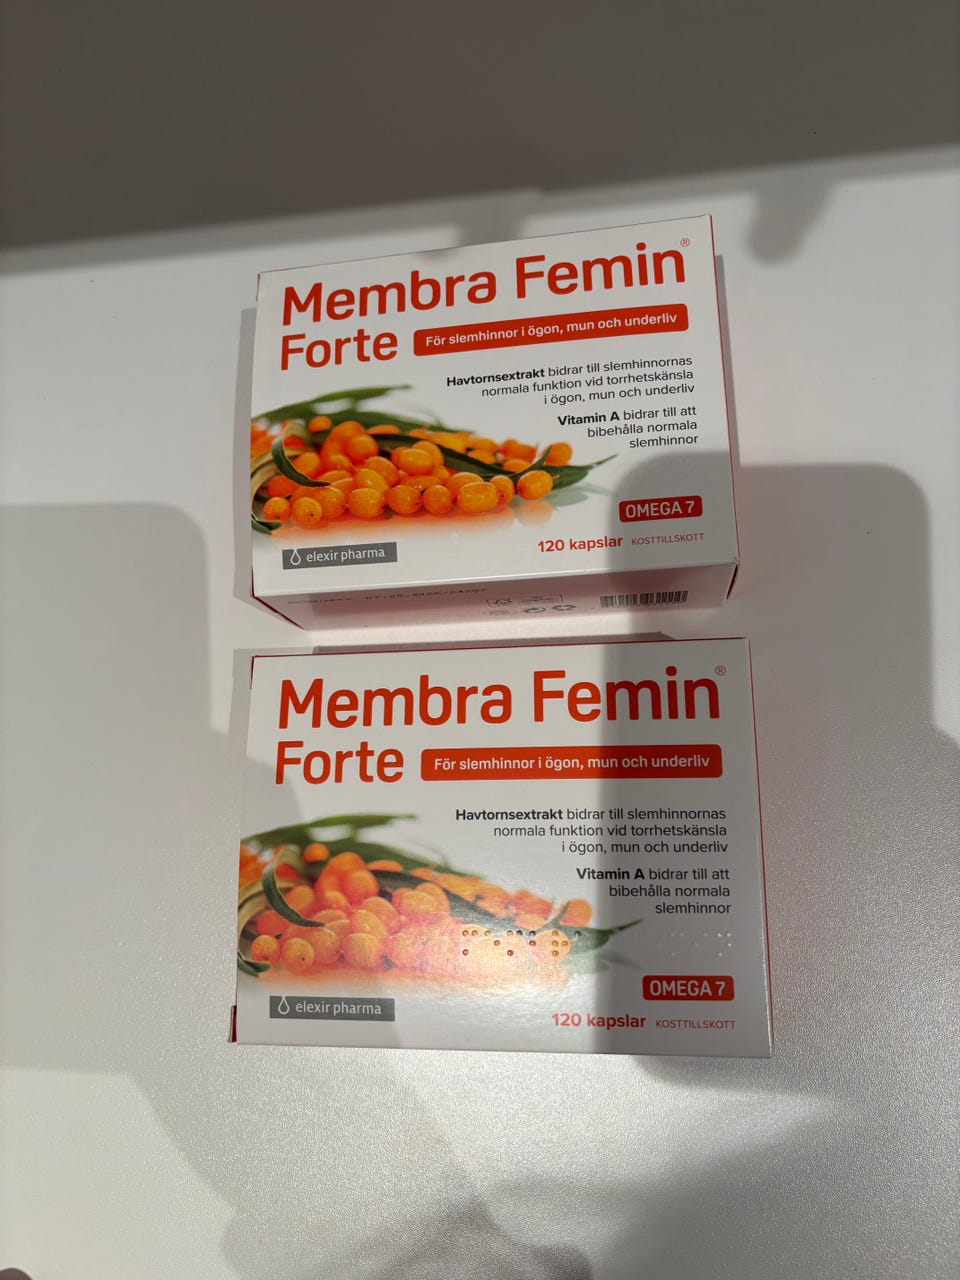 Membra Femin®
Forte
För slemhinnor i ögon, mun och underliv
Havtornsextrakt bidrar till slemhinnornas
normala funktion vid torrhetskänsla
i ögon, mun och underliv
Vitamin A bidrar till att
bibehålla normala
slemhinnor
OMEGA 7
120 kapslar KOSTTILLSKOTT
elexir pharma
Membra Femin®
Forte
För slemhinnor i ögon, mun och underliv
Havtornsextrakt bidrar till slemhinnornas
normala funktion vid torrhetskänsla
i ögon, mun och underliv
Vitamin A bidrar till att
bibehålla normala
slemhinnor
OMEGA 7
120 kapslar KOSTTILLSKOTT
elexir pharma